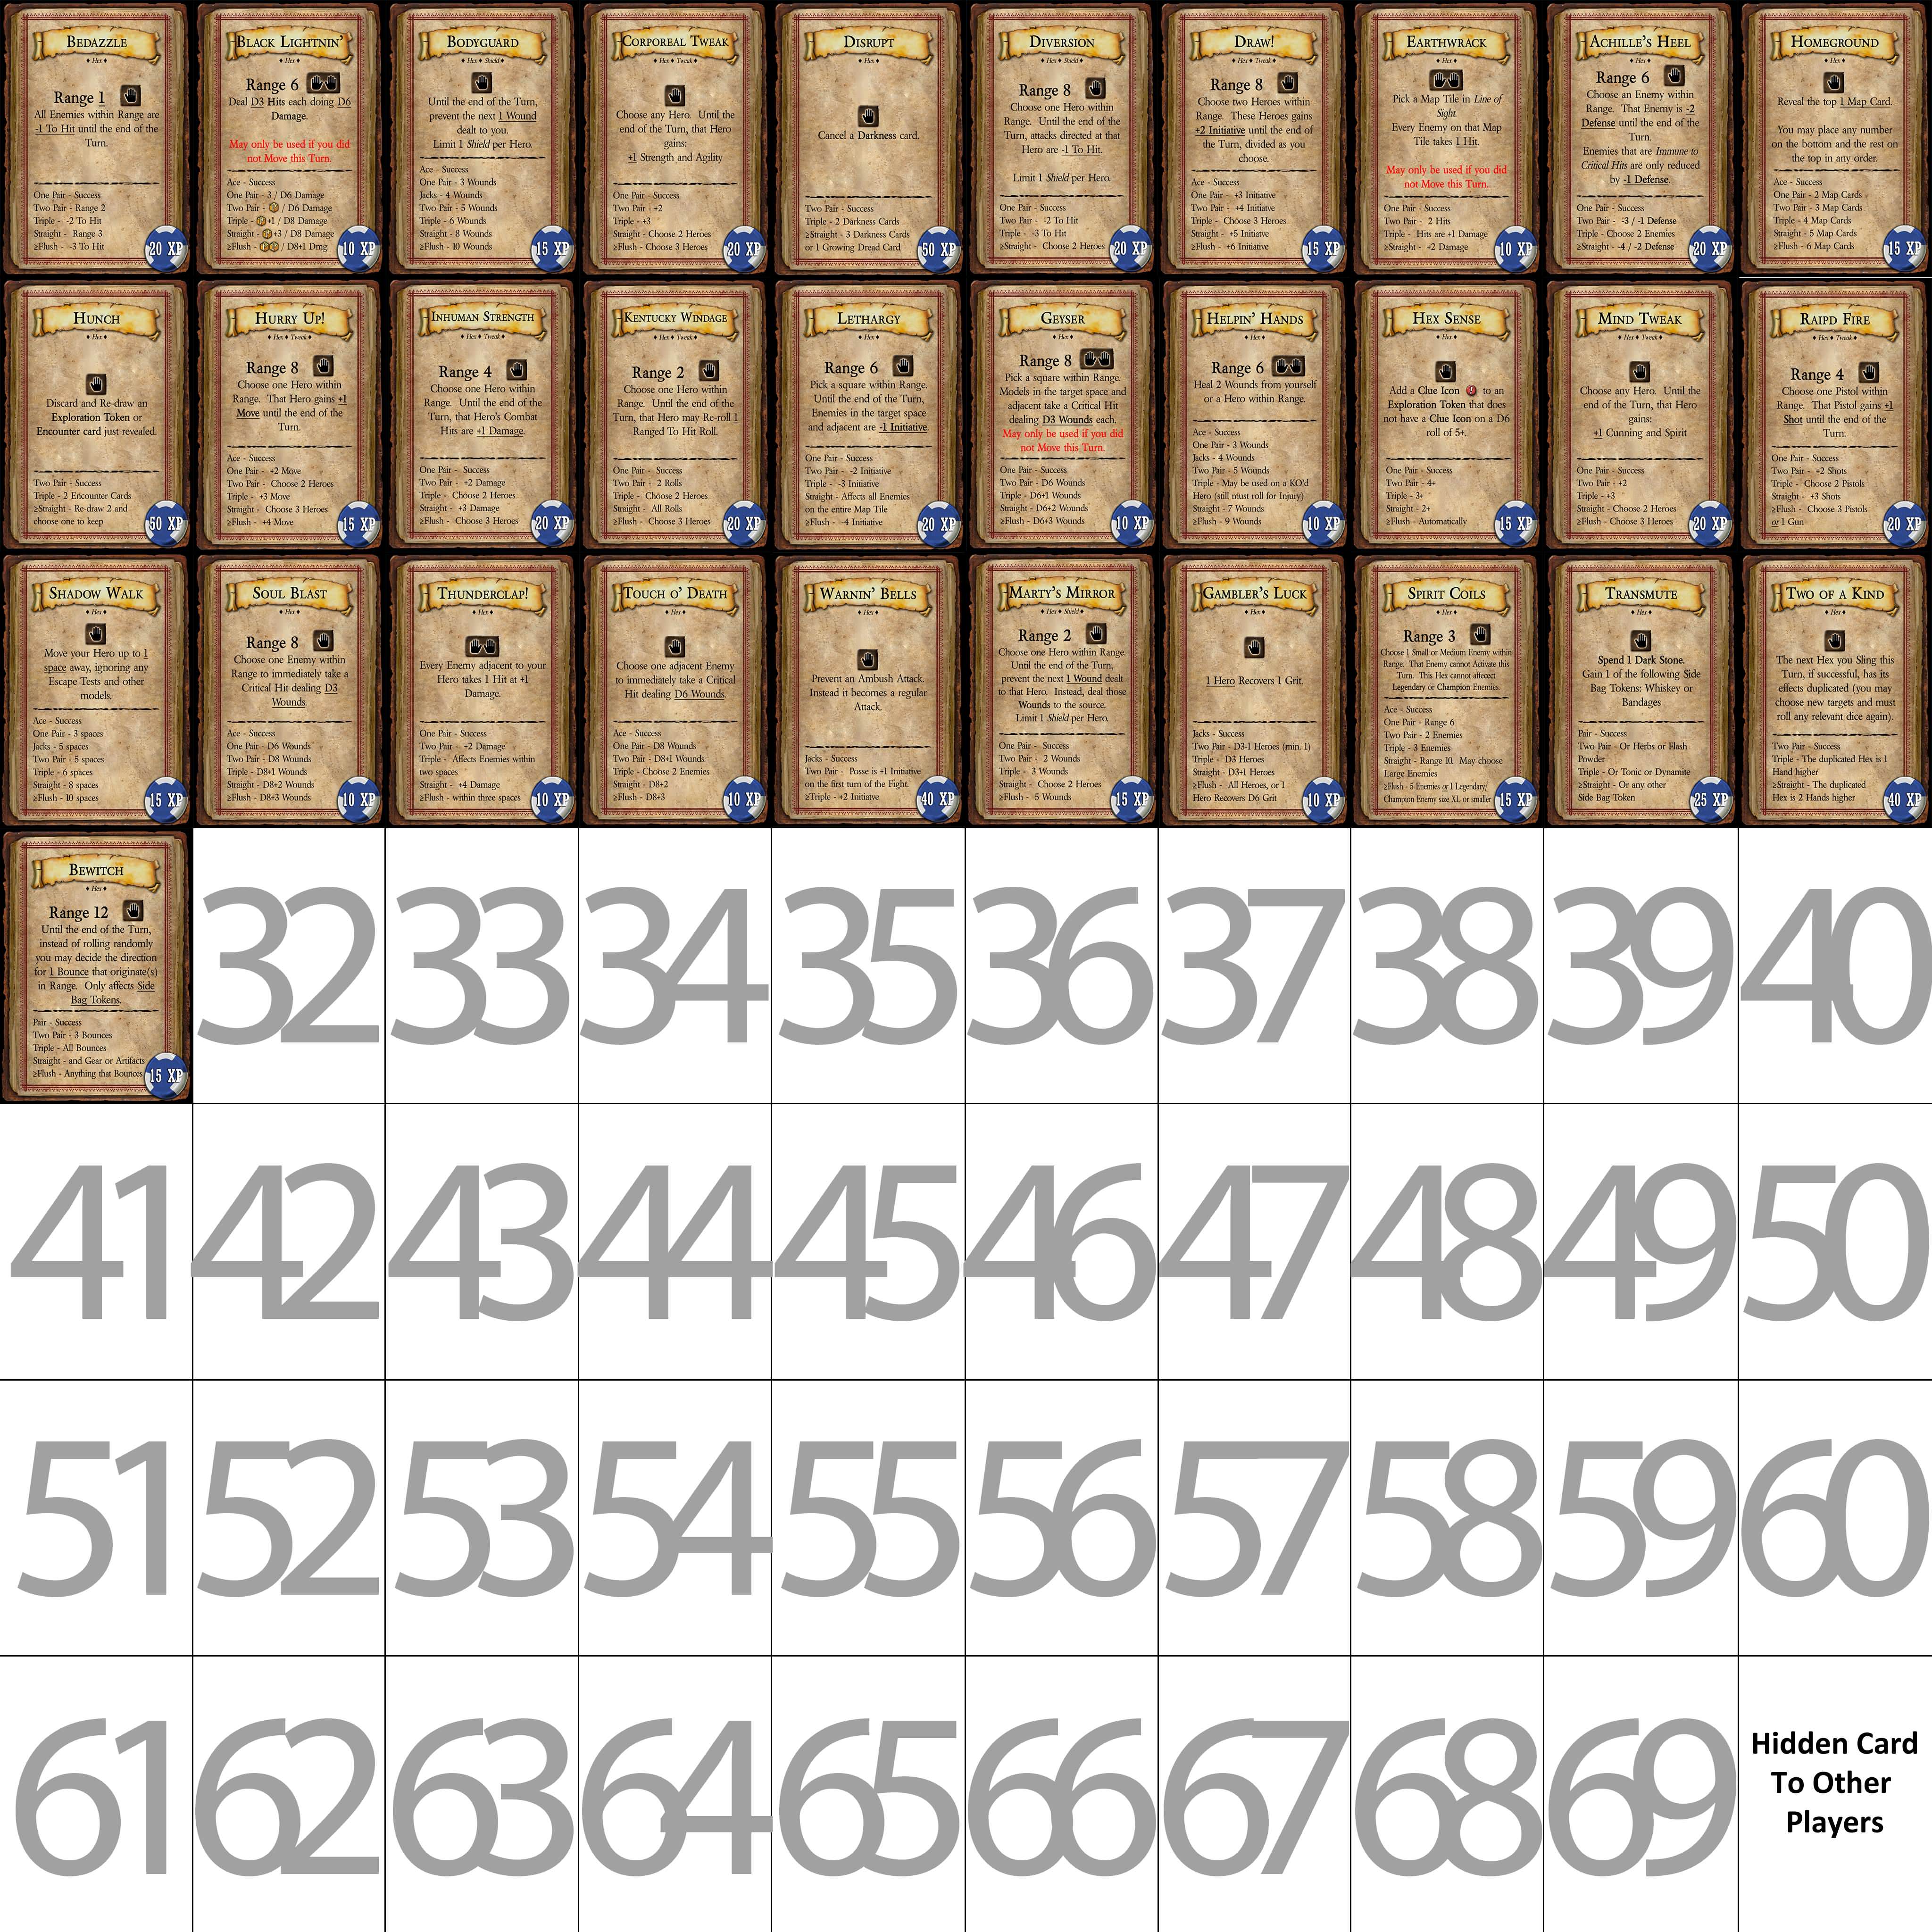 BEDAZZLE
♦ Hex ♦
Range 1
All Enemies within Range are
-1 To Hit until the end of the
Turn.
One Pair - Success
Two Pair - Range 2
Triple - -2 To Hit
Straight - Range 3
≥Flush - -3 To Hit
20 XP
BLACK LIGHTNIN'
♦ Hex ♦
Range 6
Deal D3 Hits each doing D6
Damage.
May only be used if you did
not Move this Turn.
Ace - Success
One Pair - 3 / D6 Damage
Two Pair - / D6 Damage
Triple - +1 / D8 Damage
Straight - +3 / D8 Damage
≥Flush - / D8+1 Dmg.
10 XP
BODYGUARD
♦ Hex ♦ Shield ♦
Until the end of the Turn,
prevent the next 1 Wound
dealt to you.
Limit 1 Shield per Hero.
Ace - Success
One Pair - 3 Wounds
Jacks - 4 Wounds
Two Pair - 5 Wounds
Triple - 6 Wounds
Straight - 8 Wounds
≥Flush - 10 Wounds
15 XP
CORPOREAL TWEAK
♦ Hex ♦ Tweak ♦
Choose any Hero. Until the
end of the Turn, that Hero
gains:
+1 Strength and Agility
One Pair - Success
Two Pair - +2
Triple - +3
Straight - Choose 2 Heroes
≥Flush - Choose 3 Heroes
20 XP
DISRUPT
♦ Hex ♦
Cancel a Darkness card.
Two Pair - Success
Triple - 2 Darkness Cards
≥Straight - 3 Darkness Cards
or 1 Growing Dread Card
50 XP
DIVERSION
♦ Hex ♦ Shield ♦
Range 8
Choose one Hero within
Range. Until the end of the
Turn, attacks directed at that
Hero are -1 To Hit.
Limit 1 Shield per Hero.
One Pair - Success
Two Pair - -2 To Hit
Triple - -3 To Hit
≥Straight - Choose 2 Heroes
20 XP
DRAW!
♦ Hex ♦ Tweak ♦
Range 8
Choose two Heroes within
Range. These Heroes gains
+2 Initiative until the end of
the Turn, divided as you
choose.
Ace - Success
One Pair - +3 Initiative
Two Pair - +4 Initiatve
Triple - Choose 3 Heroes
Straight - +5 Initiatve
≥Flush - +6 Initiative
15 XP
EARTHWRACK
♦ Hex ♦
Pick a Map Tile in Line of
Sight.
Every Enemy on that Map
Tile takes 1 Hit.
May only be used if you did
not Move this Turn.
One Pair - Success
Two Pair - 2 Hits
Triple - Hits are +1 Damage
≥Straight - +2 Damage
10 XP
ACHILLE'S HEEL
♦ Hex ♦
Range 6
Choose an Enemy within
Range. That Enemy is -2
Defense until the end of the
Turn.
Enemies that are Immune to
Critical Hits are only reduced
by -1 Defense.
One Pair - Success
Two Pair - -3 / -1 Defense
Triple - Choose 2 Enemies
≥Straight - -4 / -2 Defense
20 XP
HOMEGROUND
♦ Hex ♦
Reveal the top 1 Map Card.
You may place any number
on the bottom and the rest on
the top in any order.
Ace - Success
One Pair - 2 Map Cards
Two Pair - 3 Map Cards
Triple - 4 Map Cards
Straight - 5 Map Cards
≥Flush - 6 Map Cards
15 XP
HUNCH
♦ Hex ♦
Discard and Re-draw an
Exploration Token or
Encounter card just revealed.
Two Pair - Success
Triple - 2 Encounter Cards
≥Straight - Re-draw 2 and
choose one to keep
50 XP
HURRY UP!
♦ Hex ♦ Tweak ♦
Range 8
Choose one Hero within
Range. That Hero gains +1
Move until the end of the
Turn.
Ace - Success
One Pair - +2 Move
Two Pair - Choose 2 Heroes
Triple - +3 Move
Straight - Choose 3 Heroes
≥Flush - +4 Move
15 XP
INHUMAN STRENGTH
♦ Hex ♦ Tweak ♦
Range 4
Choose one Hero within
Range. Until the end of the
Turn, that Hero's Combat
Hits are +1 Damage.
One Pair - Success
Two Pair - +2 Damage
Triple - Choose 2 Heroes
Straight - +3 Damage
≥Flush - Choose 3 Heroes
20 XP
KENTUCKY WINDAGE
♦ Hex ♦ Tweak ♦
Range 2
Choose one Hero within
Range. Until the end of the
Turn, that Hero may Re-roll 1
Ranged To Hit Roll.
One Pair - Success
Two Pair - 2 Rolls
Triple - Choose 2 Heroes
Straight - All Rolls
≥Flush - Choose 3 Heroes
20 XP
LETHARGY
♦ Hex ♦
Range 6
Pick a square within Range.
Until the end of the Turn,
Enemies in the target space
and adjacent are -1 Initiative.
One Pair - Success
Two Pair - -2 Initiative
Triple - -3 Initiative
Straight - Affects all Enemies
on the entire Map Tile
≥Flush - -4 Initiative
20 XP
GEYSER
♦ Hex ♦
Range 8
Pick a square within Range.
Models in the target space and
adjacent take a Critical Hit
dealing D3 Wounds each.
May only be used if you did
not Move this Turn.
One Pair - Success
Two Pair - D6 Wounds
Triple - D6+1 Wounds
Straight - D6+2 Wounds
≥Flush - D6+3 Wounds
10 XP
HELPIN' HANDS
♦ Hex ♦
Range 6
Heal 2 Wounds from yourself
or a Hero within Range.
Ace - Success
One Pair - 3 Wounds
Jacks - 4 Wounds
Two Pair - 5 Wounds
Triple - May be used on a KO'd
Hero (still must roll for Injury)
Straight - 7 Wounds
≥Flush - 9 Wounds
10 XP
HEX SENSE
♦ Hex ♦
Add a Clue Icon to an
Exploration Token that does
not have a Clue Icon on a D6
roll of 5+.
One Pair - Success
Two Pair - 4+
Triple - 3+
Straight - 2+
≥Flush - Automatically
15 XP
MIND TWEAK
♦ Hex ♦ Tweak ♦
Choose any Hero. Until the
end of the Turn, that Hero
gains:
+1 Cunning and Spirit
One Pair - Success
Two Pair - +2
Triple - +3
Straight - Choose 2 Heroes
≥Flush - Choose 3 Heroes
20 XP
RAIPD FIRE
♦ Hex ♦ Tweak ♦
Range 4
Choose one Pistol within
Range. That Pistol gains +1
Shot until the end of the
Turn.
One Pair - Success
Two Pair - +2 Shots
Triple - Choose 2 Pistols
Straight - +3 Shots
≥Flush - Choose 3 Pistols
or 1 Gun
20 XP
SHADOW WALK
♦ Hex ♦
Move your Hero up to 1
space away, ignoring any
Escape Tests and other
models.
Ace - Success
One Pair - 3 spaces
Jacks - 5 spaces
Two Pair - 5 spaces
Triple - 6 spaces
Straight - 8 spaces
≥Flush - 10 spaces
15 XP
SOUL BLAST
♦ Hex ♦
Range 8
Choose one Enemy within
Range to immediately take a
Critical Hit dealing D3
Wounds.
Ace - Success
One Pair - D6 Wounds
Two Pair - D8 Wounds
Triple - D8+1 Wounds
Straight - D8+2 Wounds
≥Flush - D8+3 Wounds
10 XP
THUNDERCLAP!
♦ Hex ♦
Every Enemy adjacent to your
Hero takes 1 Hit at +1
Damage.
One Pair - Success
Two Pair - +2 Damage
Triple - Affects Enemies within
two spaces
Straight - +4 Damage
≥Flush - within three spaces
10 XP
TOUCH O' DEATH
♦ Hex ♦
Choose one adjacent Enemy
to immediately take a Critical
Hit dealing D6 Wounds.
Ace - Success
One Pair - D8 Wounds
Two Pair - D8+1 Wounds
Triple - Choose 2 Enemies
Straight - D8+2
≥Flush - D8+3
10 XP
WARNIN' BELLS
♦ Hex ♦
Prevent an Ambush Attack.
Instead it becomes a regular
Attack.
Jacks - Success
Two Pair - Posse is +1 Initiative
on the first turn of the Fight.
≥Triple - +2 Initiatve
40 XP
MARTY'S MIRROR
♦ Hex ♦ Shield ♦
Range 2
Choose one Hero within Range.
Until the end of the Turn,
prevent the next 1 Wound dealt
to that Hero. Instead, deal those
Wounds to the source.
Limit 1 Shield per Hero.
One Pair - Success
Two Pair - 2 Wounds
Triple - 3 Wounds
Straight - Choose 2 Heroes
≥Flush - 5 Wounds
15 XP
GAMBLER'S LUCK
♦ Hex ♦
1 Hero Recovers 1 Grit.
Jacks - Success
Two Pair - D3-1 Heroes (min. 1)
Triple - D3 Heroes
Straight - D3+1 Heroes
≥Flush - All Heroes, or 1
Hero Recovers D6 Grit
10 XP
SPIRIT COILS
♦ Hex ♦
Range 3
Choose 1 Small or Medium Enemy within
Range. That Enemy cannot Activate this
Turn. This Hex cannot affecect
Legendary or Champion Enemies.
Ace - Success
One Pair - Range 6
Two Pair - 2 Enemies
Triple - 3 Enemies
Straight - Range 10. May choose
Large Enemies
≥Flush - 5 Enemies or 1 Legendary/
Champion Enemy size XL or smaller
15 XP
TRANSMUTE
♦ Hex ♦
Spend 1 Dark Stone.
Gain 1 of the following Side
Bag Tokens: Whiskey or
Bandages
Pair - Success
Two Pair - Or Herbs or Flash
Powder
Triple - Or Tonic or Dynamite
≥Straight - Or any other
Side Bag Token
25 XP
TWO OF A KIND
♦ Hex ♦
The next Hex you Sling this
Turn, if successful, has its
effects duplicated (you may
choose new targets and must
roll any relevant dice again).
Two Pair - Success
Triple - The duplicated Hex is 1
Hand higher
≥Straight - The duplicated
Hex is 2 Hands higher
40 XP
BEWITCH
♦ Hex ♦
Range 12
Until the end of the Turn,
instead of rolling randomly
you may decide the direction
for 1 Bounce that originate(s)
in Range. Only affects Side
Bag Tokens.
Pair - Success
Two Pair - 3 Bounces
Triple - All Bounces
Straight - and Gear or Artifacts
≥Flush - Anything that Bounces
15 XP
32 33 34 35 36 37 38 39 40
41 42 43 44 45 46 47 48 49 50
51 52 53 54 55 56 57 58 59 60
61 62 63 64 65 66 67 68 69
Hidden Card
To Other
Players